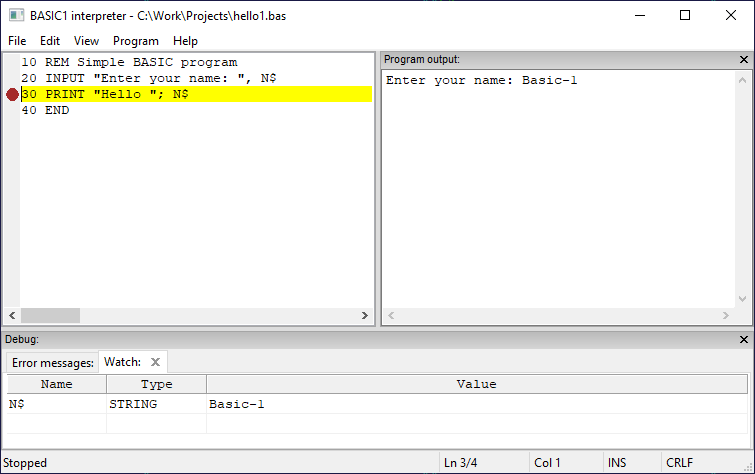 BASIC1 interpreter - C:\Work\Projects\hello1.bas
File Edit View Program Help
10 REM Simple BASIC program
20 INPUT "Enter your name: ", N$
30 PRINT "Hello "; N$
40 END
Program output:
Enter your name: Basic-1
Debug:
Error messages: Watch:
Name Type Value
N$ STRING Basic-1
Stopped Ln 3/4 Col 1 INS CRLF